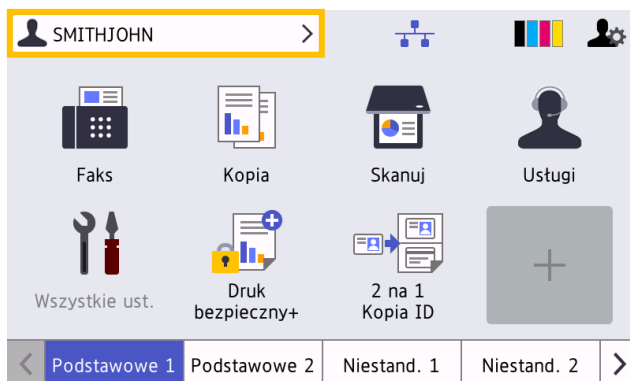 SMITHJOHN
Faks
Kopia
Skanuj
Usługi
Wszystkie ust.
Druk
bezpieczny+
2 na 1
Kopia ID
Podstawowe 1
Podstawowe 2
Niestand. 1
Niestand. 2